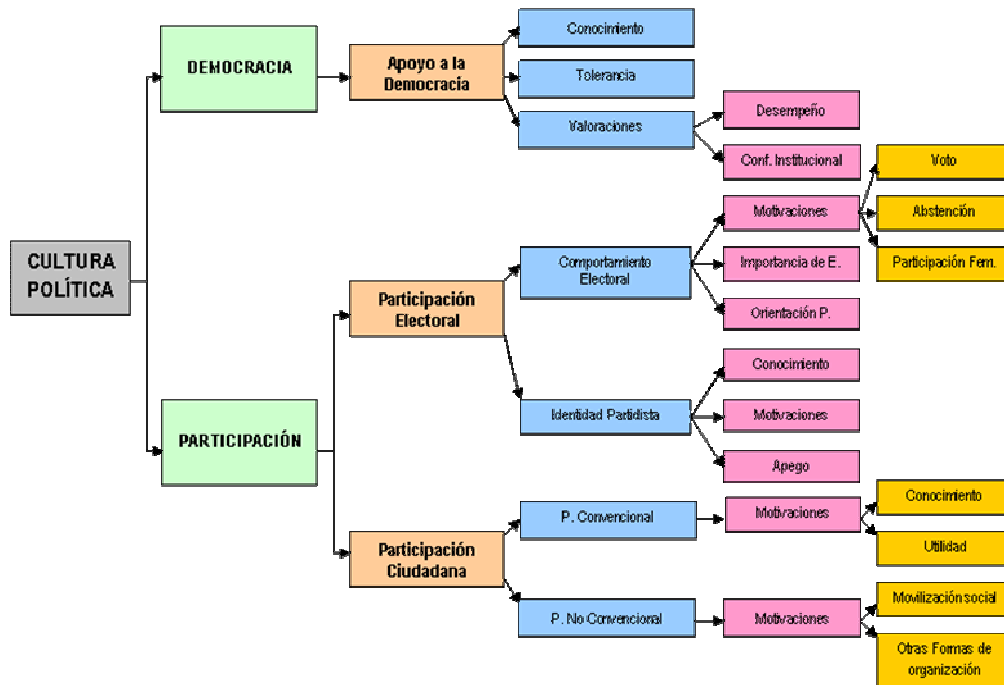 CULTURA
POLÍTICA
DEMOCRACIA
Apoyo a la
Democracia
Conocimiento
Tolerancia
Valoraciones
Desempeño
Conf. Institucional
PARTICIPACIÓN
Participación
Electoral
Comportamiento
Electoral
Motivaciones
Voto
Abstención
Participación Fem.
Importancia de E.
Orientación P.
Identidad Partidista
Conocimiento
Motivaciones
Apego
Participación
Ciudadana
P. Convencional
Motivaciones
Conocimiento
Utilidad
P. No Convencional
Motivaciones
Movilización social
Otras Formas de
organización